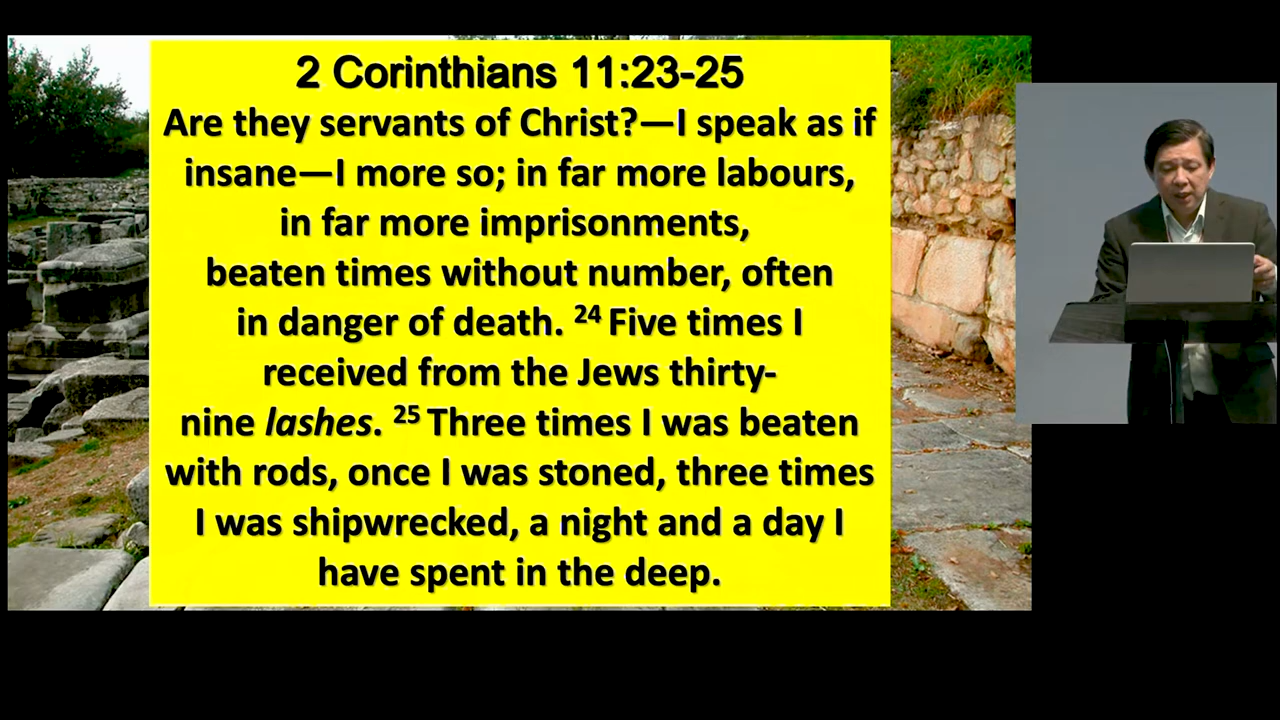 2 Corinthians 11:23-25
Are they servants of Christ?—I speak as if
insane—I more so; in far more labours,
in far more imprisonments,
beaten times without number, often
in danger of death. 24 Five times I
received from the Jews thirty-
nine lashes. 25 Three times I was beaten
with rods, once I was stoned, three times
I was shipwrecked, a night and a day I
have spent in the deep.